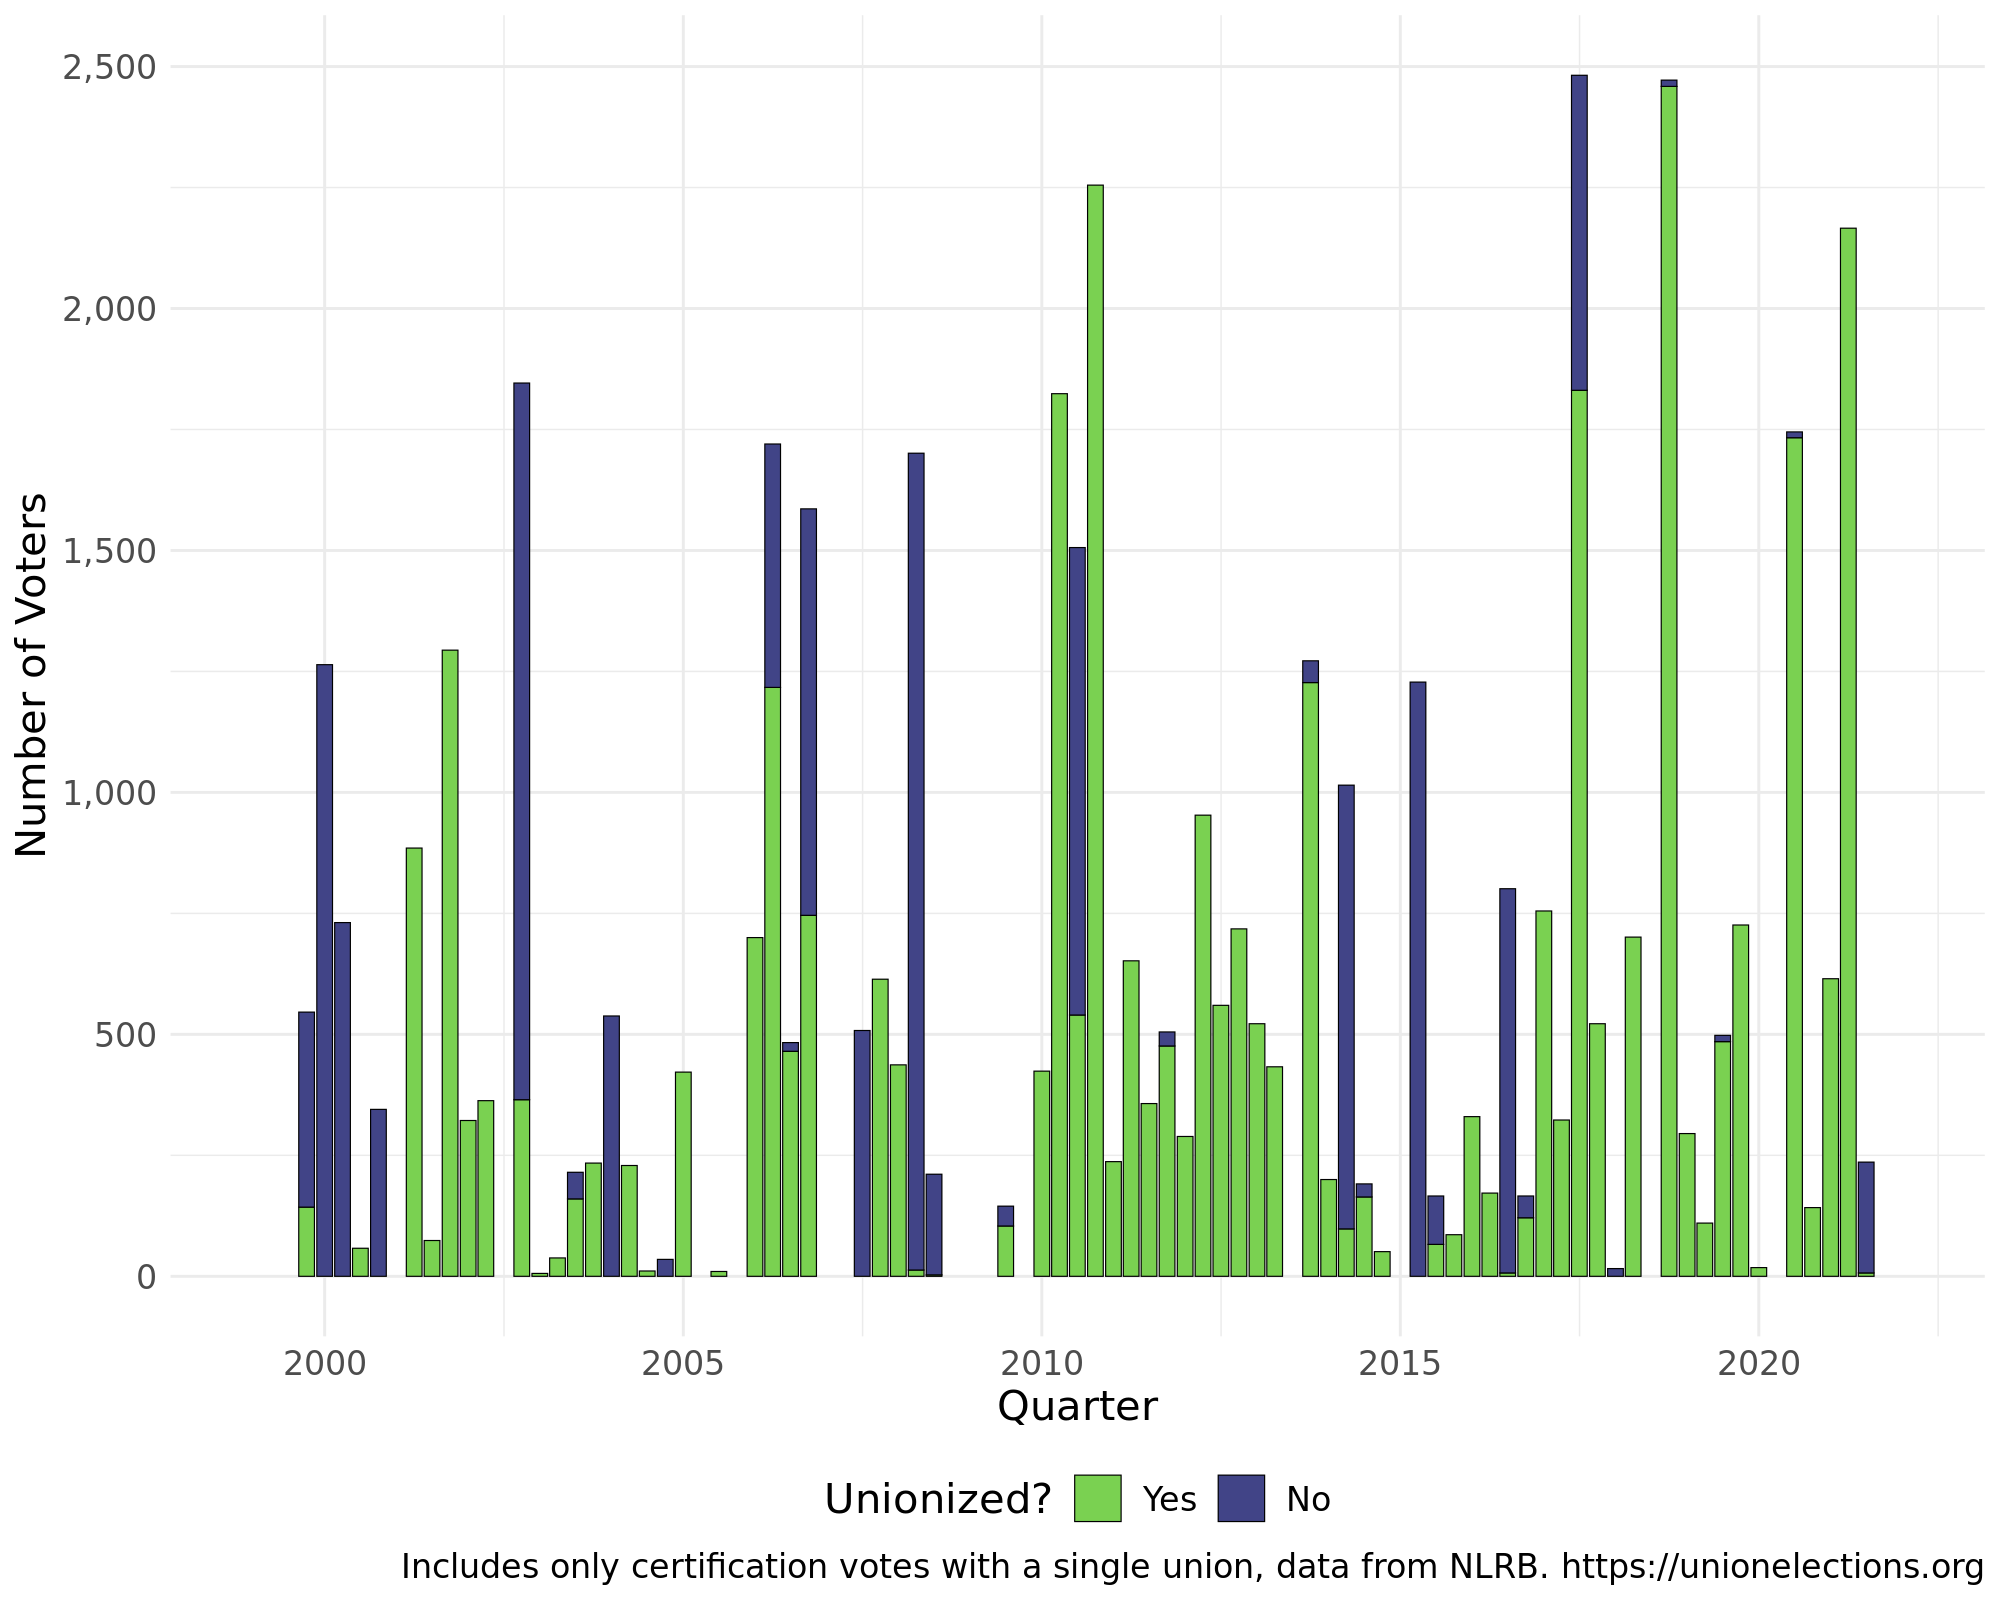 2,500
2,000
1,500
1,000
500
0
Number of Voters
2000 2005 2010 2015 2020
Quarter
Unionized? Yes No
Includes only certification votes with a single union, data from NLRB. https://unionelections.org